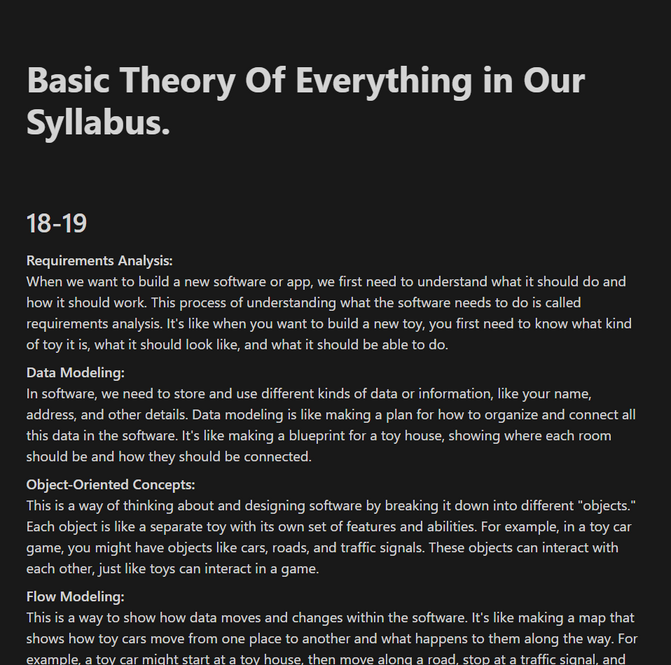 Basic Theory Of Everything in Our
Syllabus.
18-19
Requirements Analysis:
When we want to build a new software or app, we first need to understand what it should do and
how it should work. This process of understanding what the software needs to do is called
requirements analysis. It's like when you want to build a new toy, you first need to know what kind
of toy it is, what it should look like, and what it should be able to do.
Data Modeling:
In software, we need to store and use different kinds of data or information, like your name,
address, and other details. Data modeling is like making a plan for how to organize and connect all
this data in the software. It's like making a blueprint for a toy house, showing where each room
should be and how they should be connected.
Object-Oriented Concepts:
This is a way of thinking about and designing software by breaking it down into different "objects."
Each object is like a separate toy with its own set of features and abilities. For example, in a toy car
game, you might have objects like cars, roads, and traffic signals. These objects can interact with
each other, just like toys can interact in a game.
Flow Modeling:
This is a way to show how data moves and changes within the software. It's like making a map that
shows how toy cars move from one place to another and what happens to them along the way. For
example, a toy car might start at a toy house, then move along a road, stop at a traffic signal, and